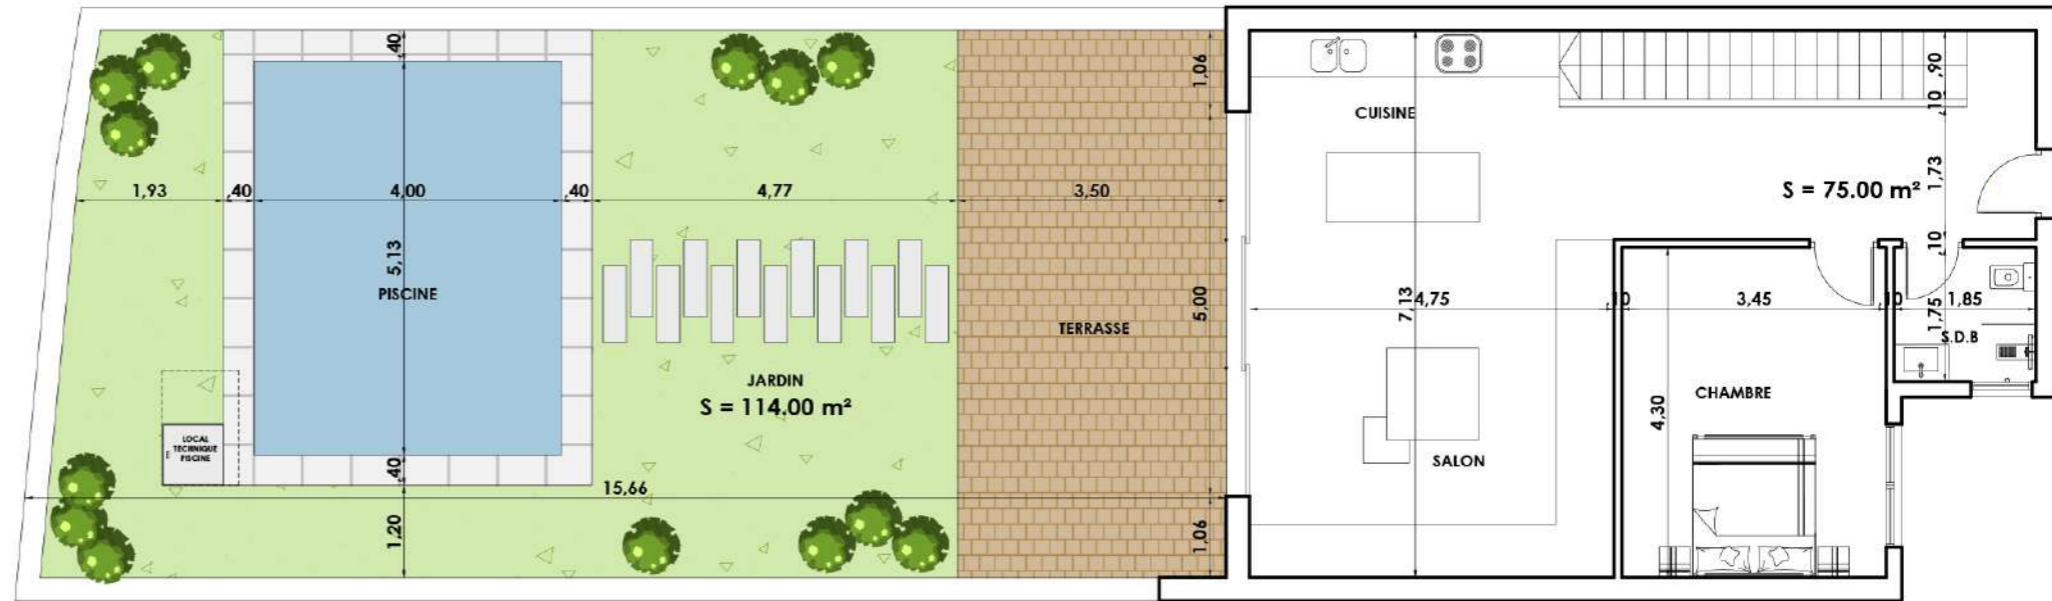 ,40
1,06
,90
,10
CUISINE
1,93
,40
4,00
,40
4,77
3,50
1,73
S = 75.00 m²
5,13
PISCINE
,10
5,00
7,13
4,75
,10
3,45
,10
1,85
1,75
S.D.B
TERRASSE
JARDIN
S = 114.00 m²
CHAMBRE
4,30
LOCAL
TECHNIQUE
PISCINE
,40
SALON
15,66
1,20
1,06